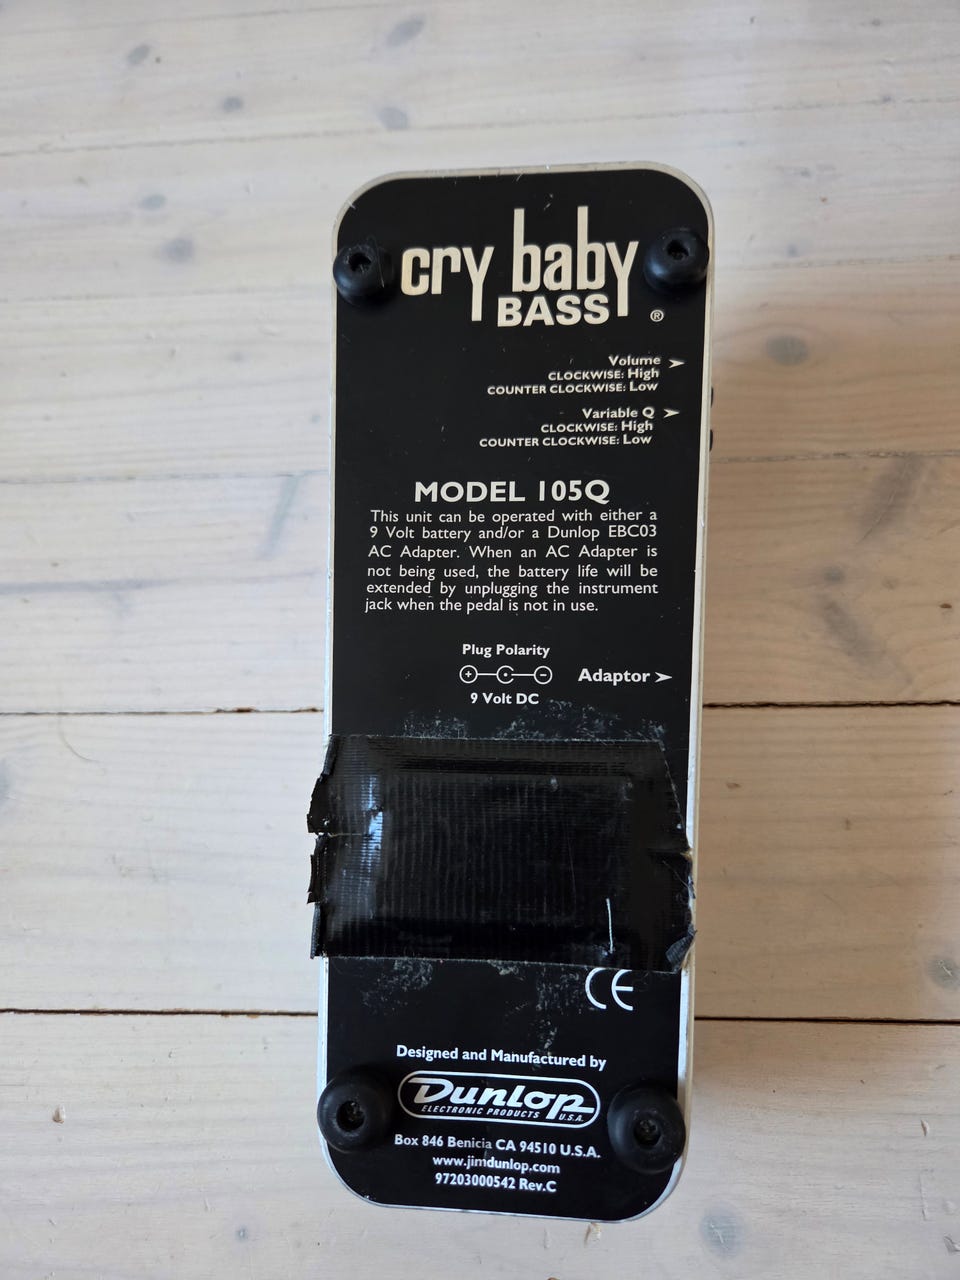 cry baby
BASS ®
Volume ➤
CLOCKWISE: High
COUNTER CLOCKWISE: Low
Variable Q ➤
CLOCKWISE: High
COUNTER CLOCKWISE: Low
MODEL 105Q
This unit can be operated with either a
9 Volt battery and/or a Dunlop EBC03
AC Adapter. When an AC Adapter is
not being used, the battery life will be
extended by unplugging the instrument
jack when the pedal is not in use.
Plug Polarity
+ -
Adaptor ➤
9 Volt DC
CE
Designed and Manufactured by
Dunlop
ELECTRONIC PRODUCTS U.S.A.
Box 846 Benicia CA 94510 U.S.A.
www.jimdunlop.com
97203000542 Rev.C